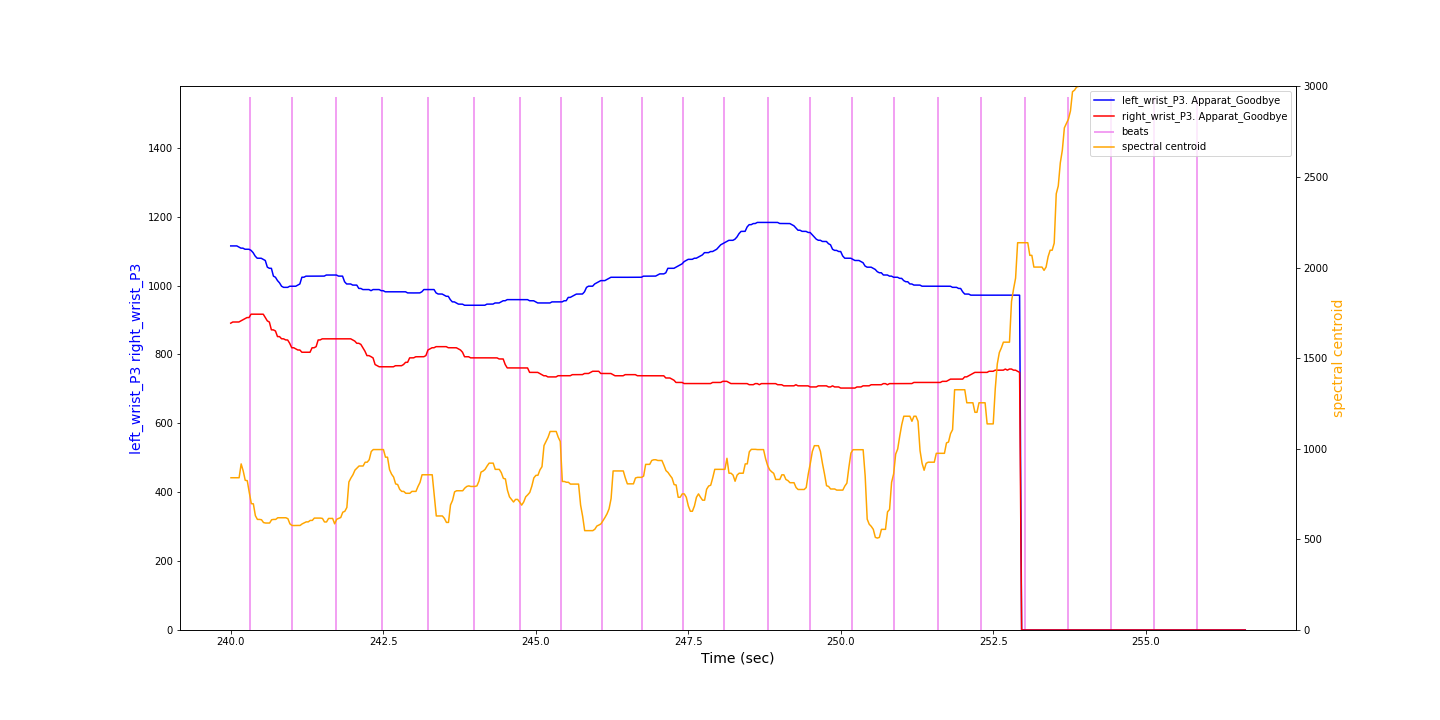 left_wrist_P3. Apparat_Goodbye
right_wrist_P3. Apparat_Goodbye
beats
spectral centroid
left_wrist_P3 right_wrist_P3
1400
1200
1000
800
600
400
200
0
3000
2500
2000
1500
1000
500
0
spectral centroid
240.0 242.5 245.0 247.5 250.0 252.5 255.0
Time (sec)